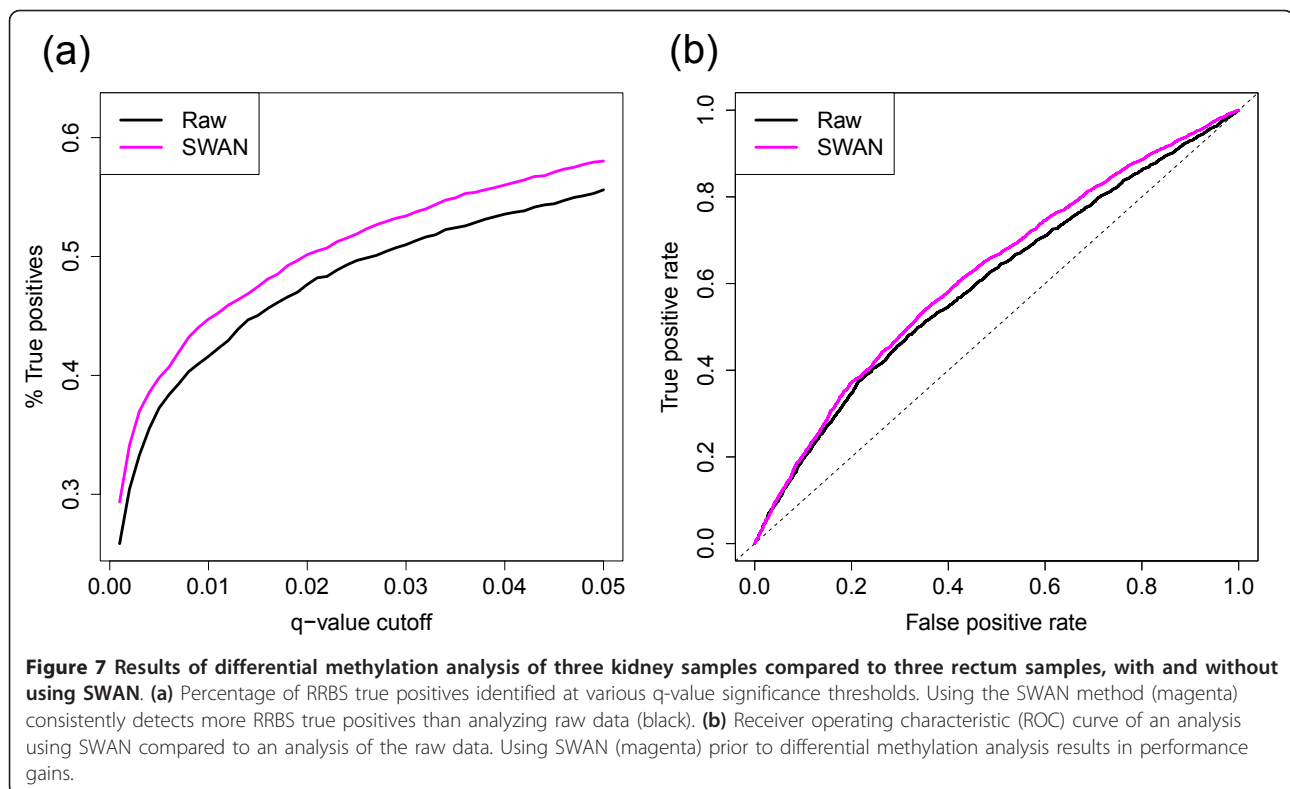 (a)
Raw
SWAN
% True positives
0.6
0.5
0.4
0.3
0.00 0.01 0.02 0.03 0.04 0.05
q−value cutoff
(b)
Raw
SWAN
True positive rate
1.0
0.8
0.6
0.4
0.2
0.0
0.0 0.2 0.4 0.6 0.8 1.0
False positive rate
Figure 7 Results of differential methylation analysis of three kidney samples compared to three rectum samples, with and without
using SWAN. (a) Percentage of RRBS true positives identified at various q-value significance thresholds. Using the SWAN method (magenta)
consistently detects more RRBS true positives than analyzing raw data (black). (b) Receiver operating characteristic (ROC) curve of an analysis
using SWAN compared to an analysis of the raw data. Using SWAN (magenta) prior to differential methylation analysis results in performance
gains.